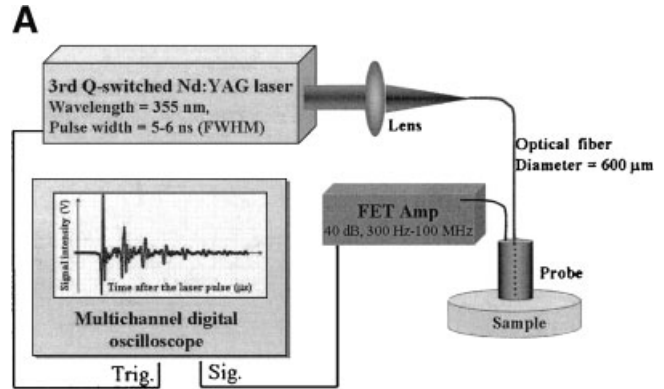 A
3rd Q-switched Nd:YAG laser
Wavelength = 355 nm,
Pulse width = 5-6 ns (FWHM)
Lens
Optical fiber
Diameter = 600 μm
FET Amp
40 dB, 300 Hz-100 MHz
Signal intensity (V)
Time after the laser pulse (μs)
Probe
Multichannel digital
oscilloscope
Sample
Trig.
Sig.